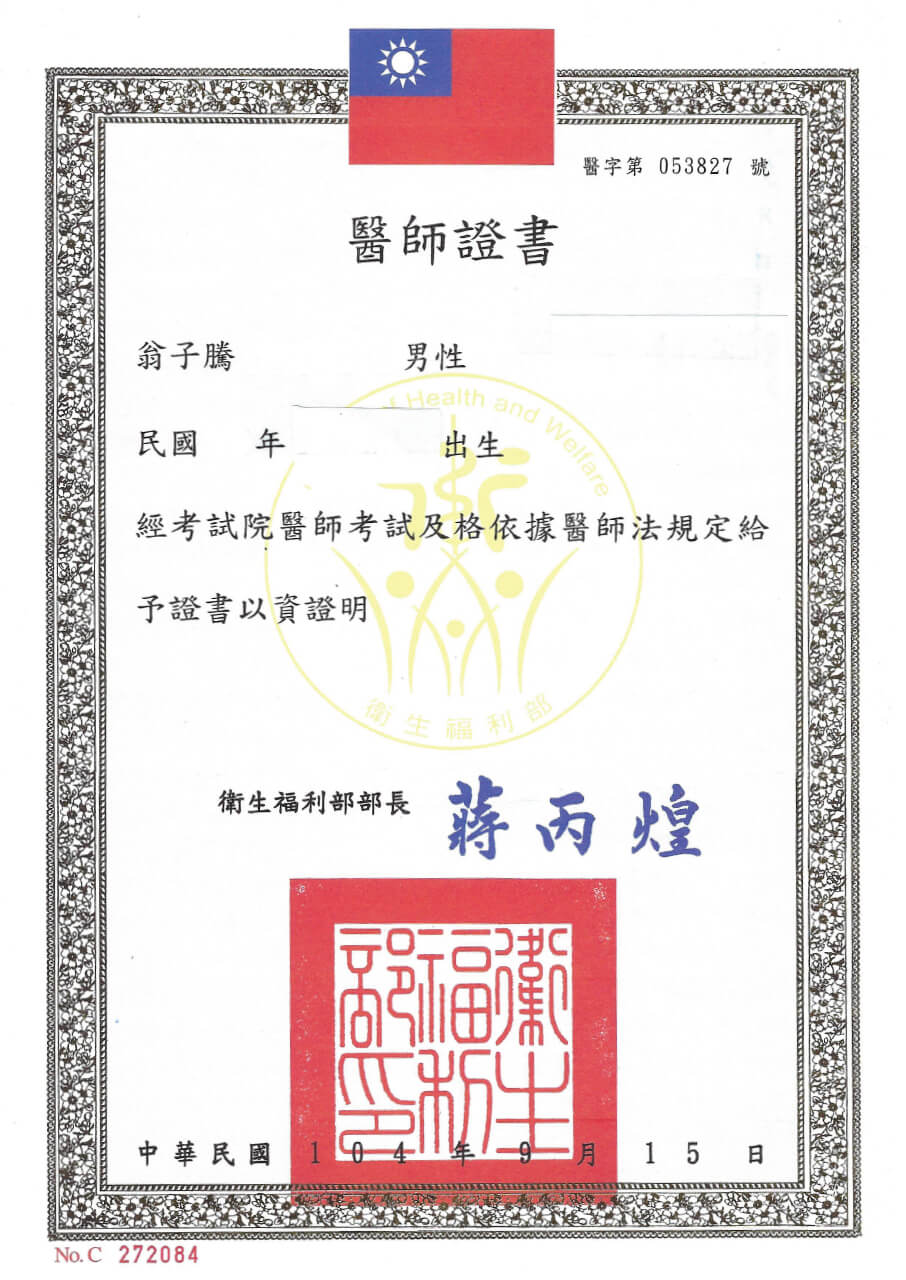 醫字第 053827 號
醫師證書
翁子騰 男性
民國 年 出生
經考試院醫師考試及格依據醫師法規定給
予證書以資證明
Health and Welfare
衛生福利部
衛生福利部部長 蔣丙煌
衛生福利部印
中華民國 104 年 9 月 15 日
No. C 272084